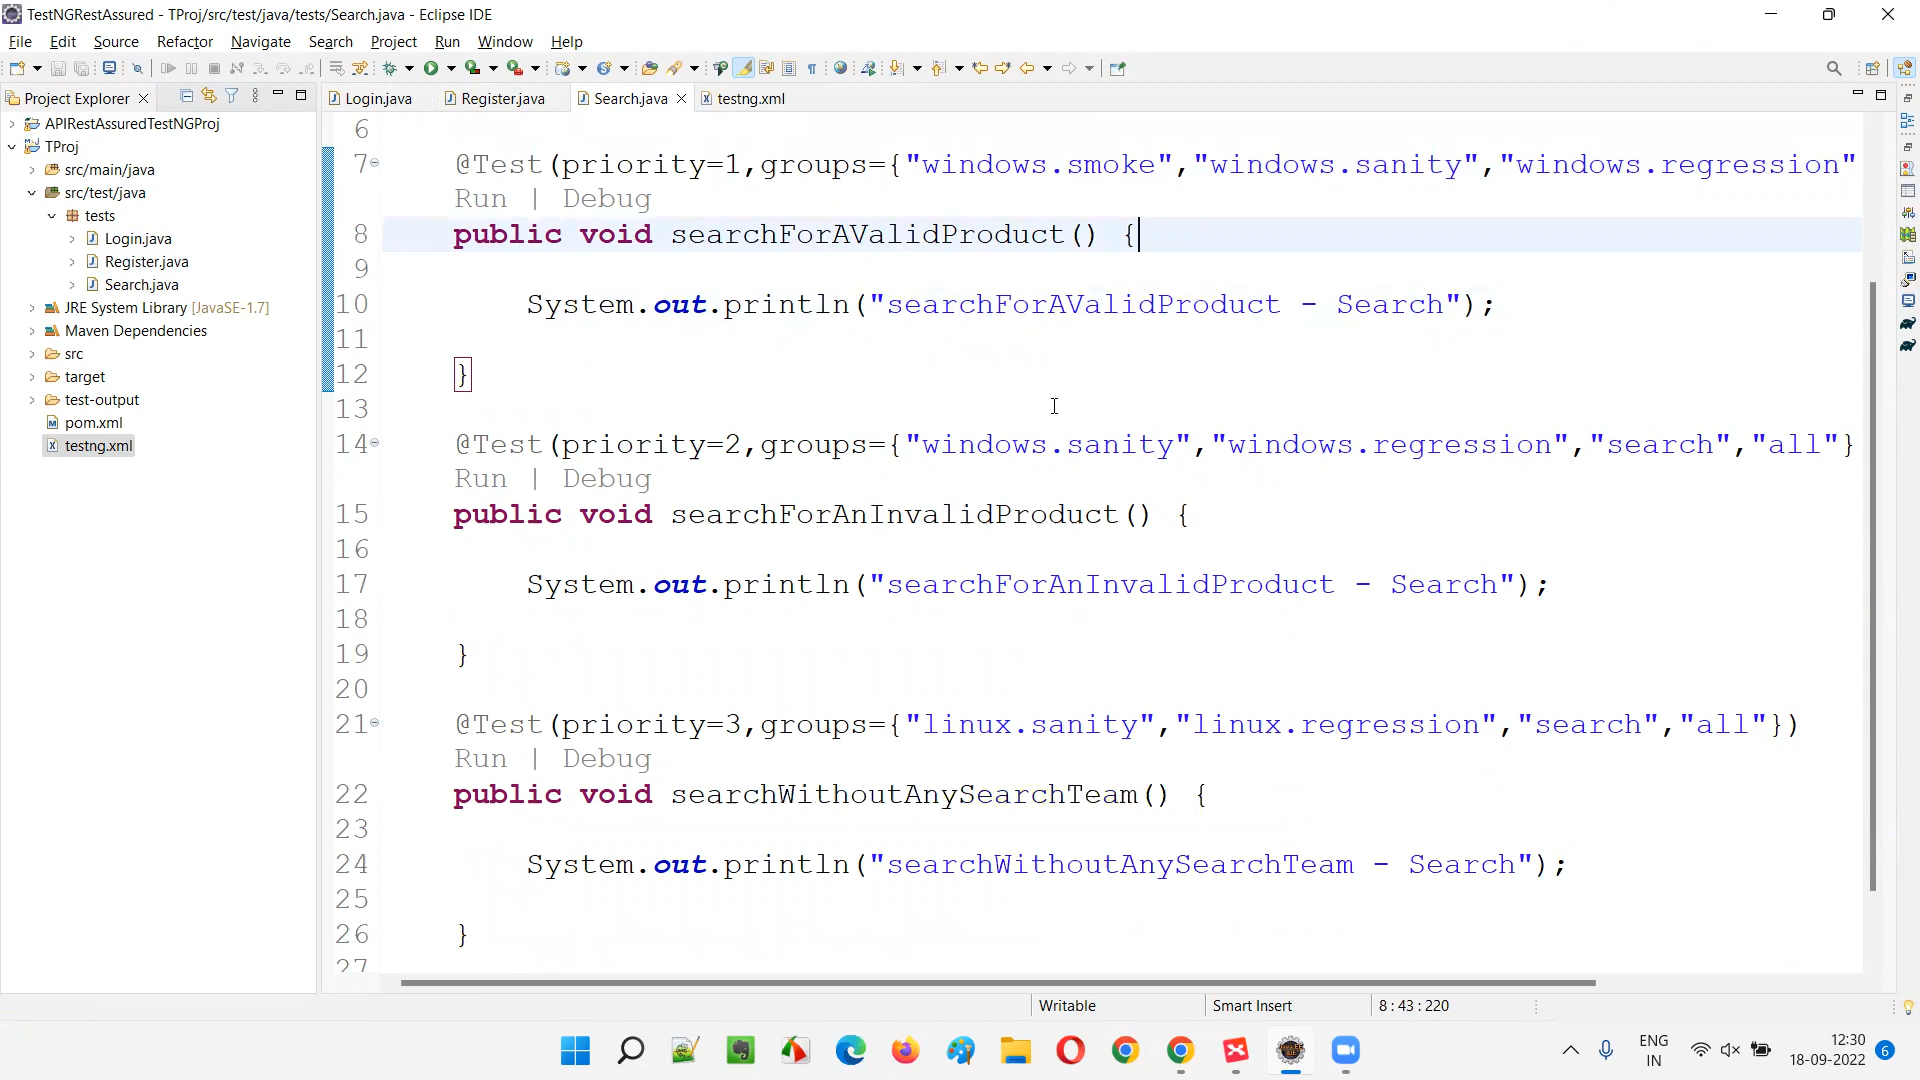 TestNGRestAssured - TProj/src/test/java/tests/Search.java - Eclipse IDE
File Edit Source Refactor Navigate Search Project Run Window Help
Project Explorer
APIRestAssuredTestNGProj
TProj
src/main/java
src/test/java
tests
Login.java
Register.java
Search.java
JRE System Library [JavaSE-1.7]
Maven Dependencies
src
target
test-output
pom.xml
testng.xml
Login.java Register.java Search.java testng.xml
6
7 @Test(priority=1,groups={"windows.smoke","windows.sanity","windows.regression"
Run | Debug
8 public void searchForAValidProduct() {
9
10 System.out.println("searchForAValidProduct - Search");
11
12 }
13
14 @Test(priority=2,groups={"windows.sanity","windows.regression","search","all"}
Run | Debug
15 public void searchForAnInvalidProduct() {
16
17 System.out.println("searchForAnInvalidProduct - Search");
18
19 }
20
21 @Test(priority=3,groups={"linux.sanity","linux.regression","search","all"})
Run | Debug
22 public void searchWithoutAnySearchTeam() {
23
24 System.out.println("searchWithoutAnySearchTeam - Search");
25
26 }
27
Writable Smart Insert 8 : 43 : 220
ENG
IN
12:30
18-09-2022
6